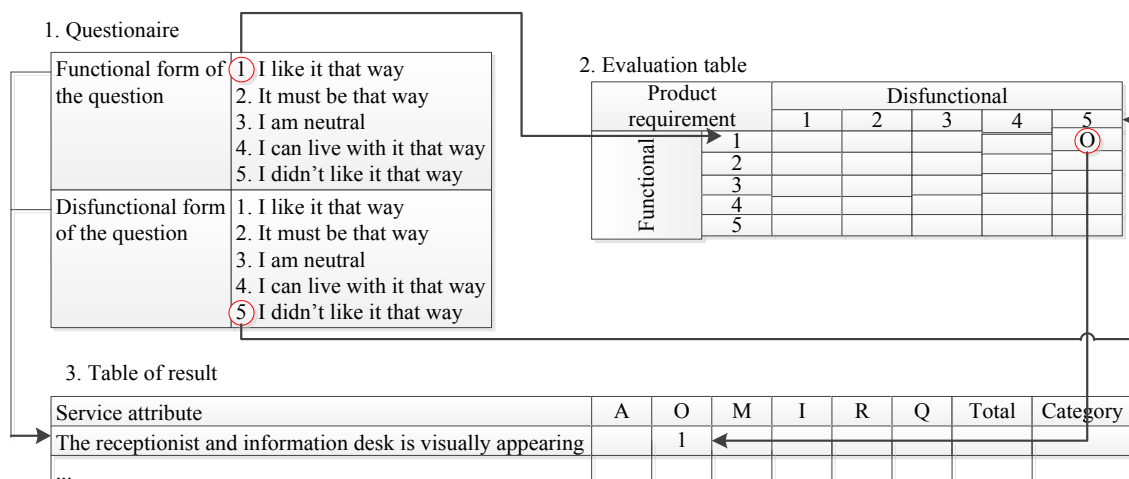 1. Questionaire
Functional form of
the question
1. I like it that way
2. It must be that way
3. I am neutral
4. I can live with it that way
5. I didn’t like it that way
Disfunctional form
of the question
1. I like it that way
2. It must be that way
3. I am neutral
4. I can live with it that way
5. I didn’t like it that way
2. Evaluation table
Product
requirement
Disfunctional
1 2 3 4 5
Functional
1 O
2
3
4
5
3. Table of result
Service attribute A O M I R Q Total Category
The receptionist and information desk is visually appearing 1
...